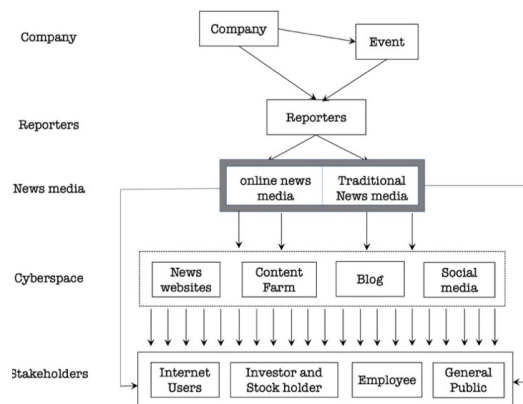 Company
Company
Event
Reporters
Reporters
News media
online news
media
Traditional
News media
Cyberspace
News
websites
Content
Farm
Blog
Social
media
Stakeholders
Internet
Users
Investor and
Stock holder
Employee
General
Public